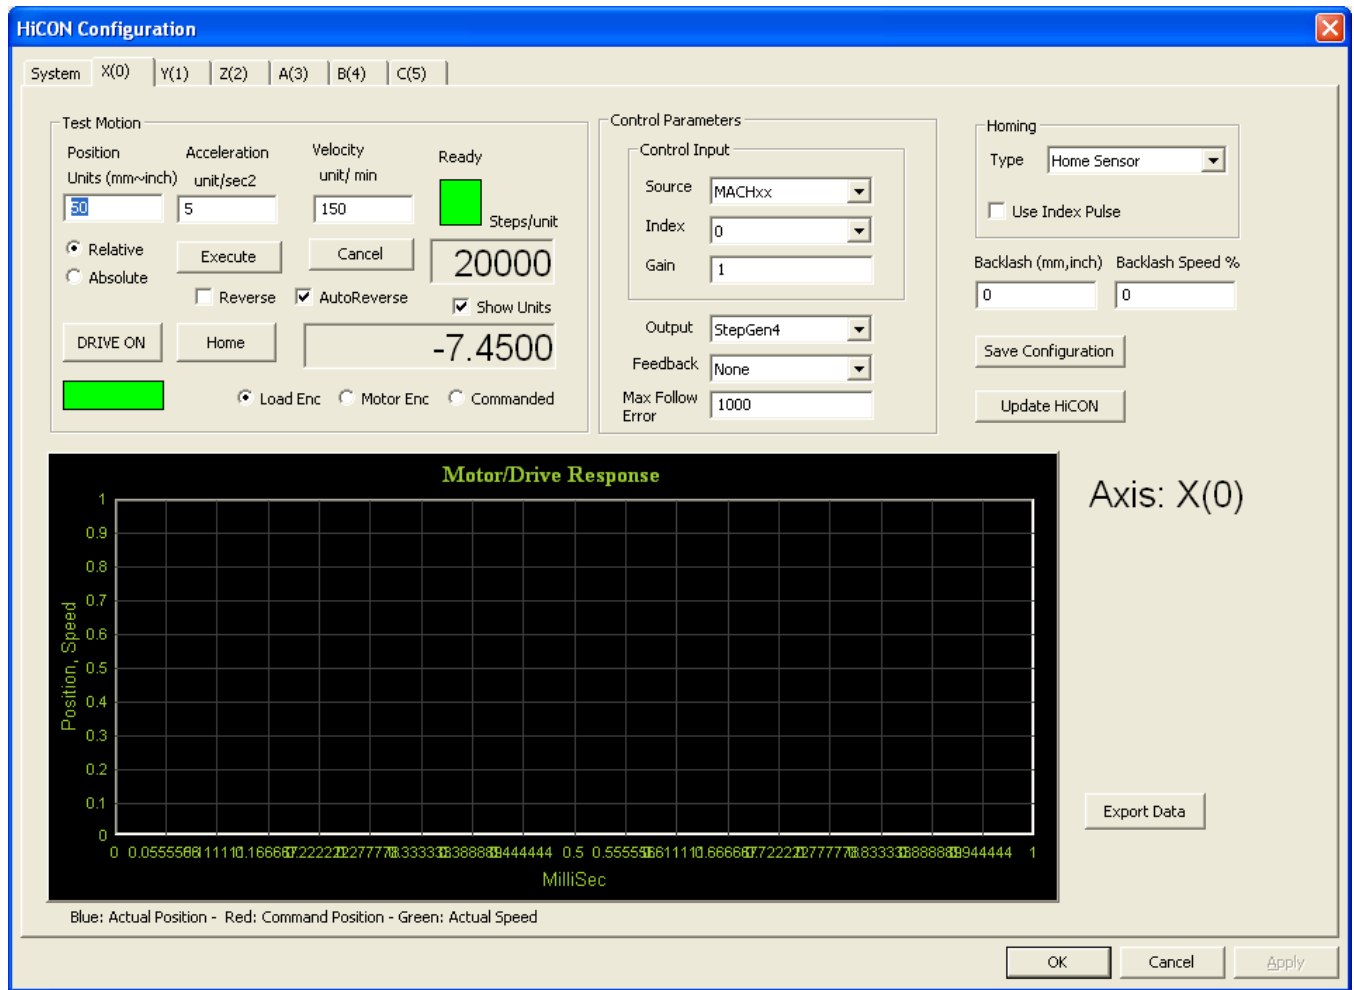 HiCON Configuration
System X(0) Y(1) Z(2) A(3) B(4) C(5)
Test Motion
Position Acceleration Velocity Ready
Units (mm~inch) unit/sec2 unit/ min
50 5 150 Steps/unit
Relative Execute Cancel 20000
Absolute
Reverse AutoReverse Show Units
DRIVE ON Home -7.4500
Load Enc Motor Enc Commanded
Control Parameters
Control Input
Source MACHxx
Index 0
Gain 1
Output StepGen4
Feedback None
Max Follow
Error
1000
Homing
Type Home Sensor
Use Index Pulse
Backlash (mm,inch) Backlash Speed %
0 0
Save Configuration
Update HiCON
Motor/Drive Response
Axis: X(0)
Position, Speed
1
0.9
0.8
0.7
0.6
0.5
0.4
0.3
0.2
0.1
0
0 0.5 1
MilliSec
Export Data
Blue: Actual Position - Red: Command Position - Green: Actual Speed
OK Cancel Apply